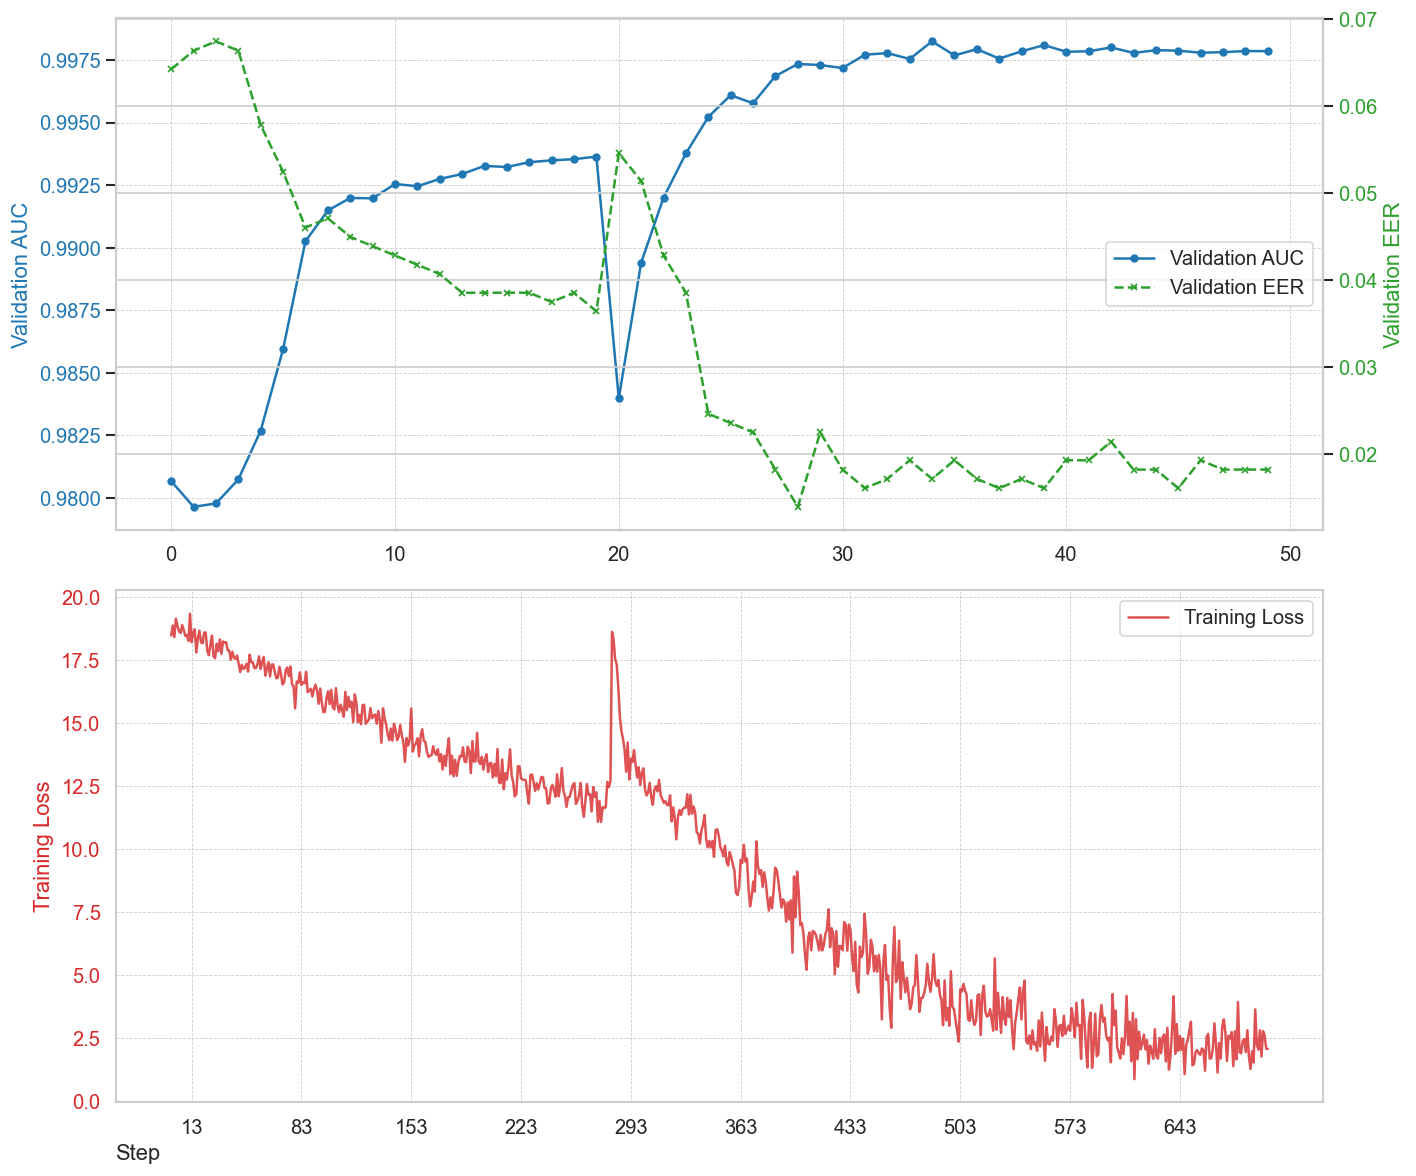 0.9975
0.9950
0.9925
0.9900
0.9875
0.9850
0.9825
0.9800
Validation AUC
0.07
0.06
0.05
0.04
0.03
0.02
Validation EER
Validation AUC
Validation EER
0 10 20 30 40 50
20.0
17.5
15.0
12.5
10.0
7.5
5.0
2.5
0.0
Training Loss
Training Loss
13 83 153 223 293 363 433 503 573 643
Step